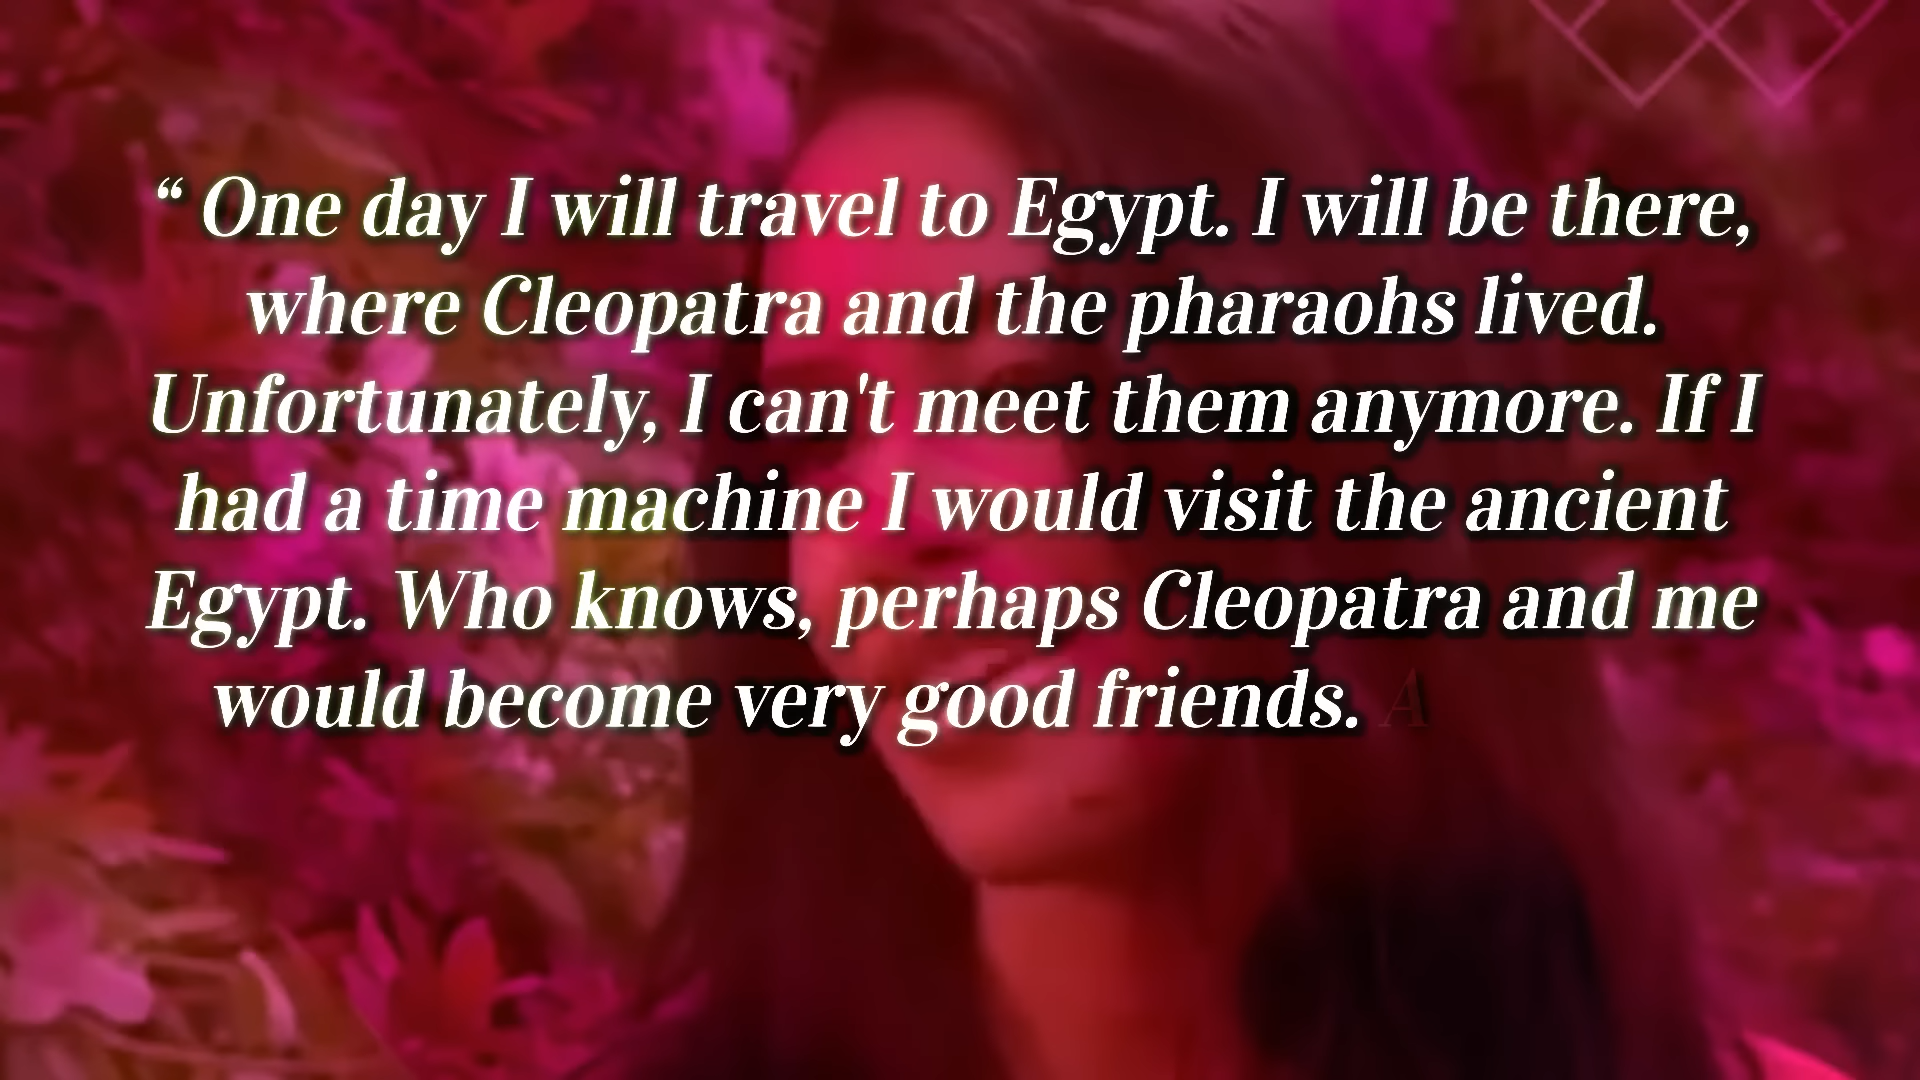 “ One day I will travel to Egypt. I will be there,
where Cleopatra and the pharaohs lived.
Unfortunately, I can't meet them anymore. If I
had a time machine I would visit the ancient
Egypt. Who knows, perhaps Cleopatra and me
would become very good friends. A